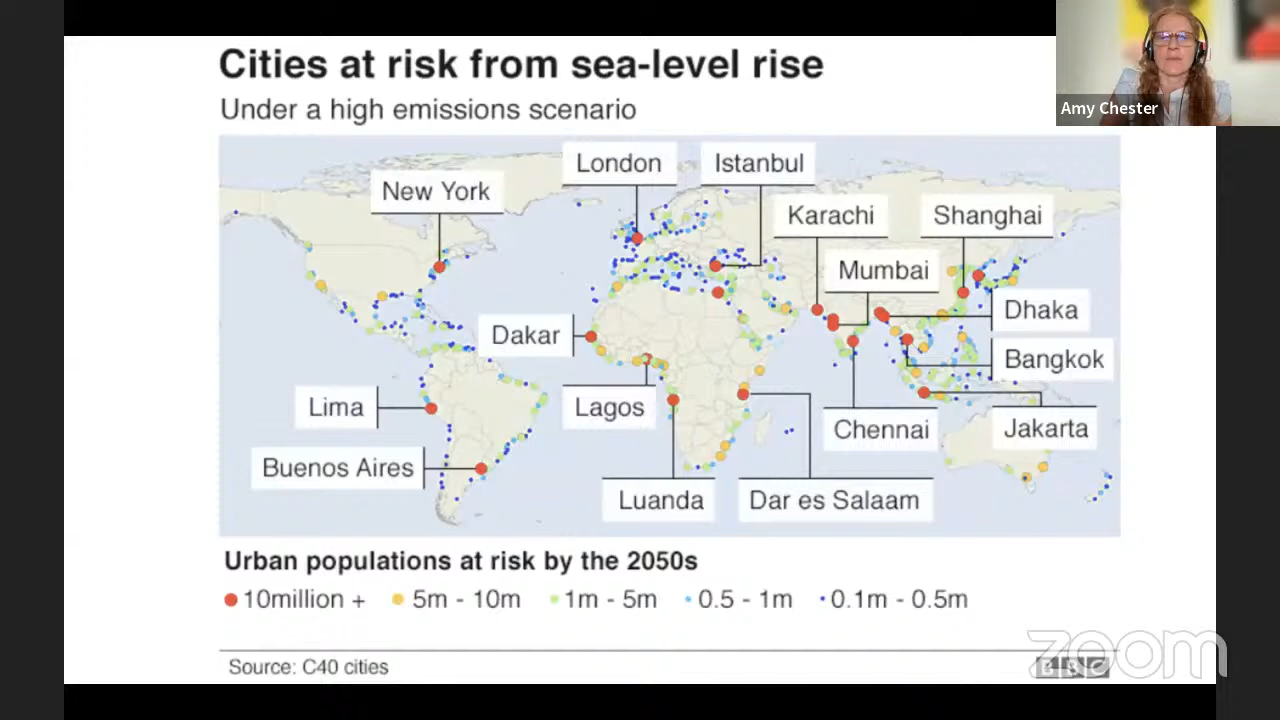 Cities at risk from sea-level rise
Amy Chester
Under a high emissions scenario
London
Istanbul
New York
Karachi
Shanghai
Mumbai
Dhaka
Dakar
Bangkok
Lima
Lagos
Chennai
Jakarta
Buenos Aires
Luanda
Dar es Salaam
Urban populations at risk by the 2050s
10million + 5m - 10m 1m - 5m 0.5 - 1m 0.1m - 0.5m
Source: C40 cities
BBC
zoom